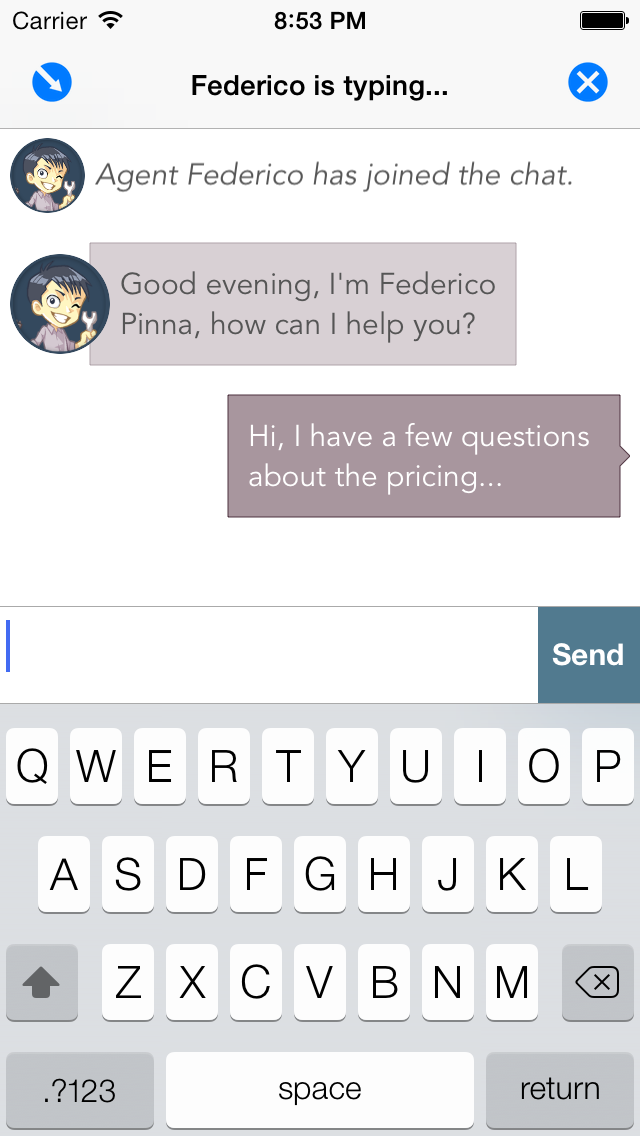 Carrier 8:53 PM
Federico is typing...
Agent Federico has joined the chat.
Good evening, I'm Federico
Pinna, how can I help you?
Hi, I have a few questions
about the pricing...
Send
Q W E R T Y U I O P
A S D F G H J K L
Z X C V B N M
.?123 space return